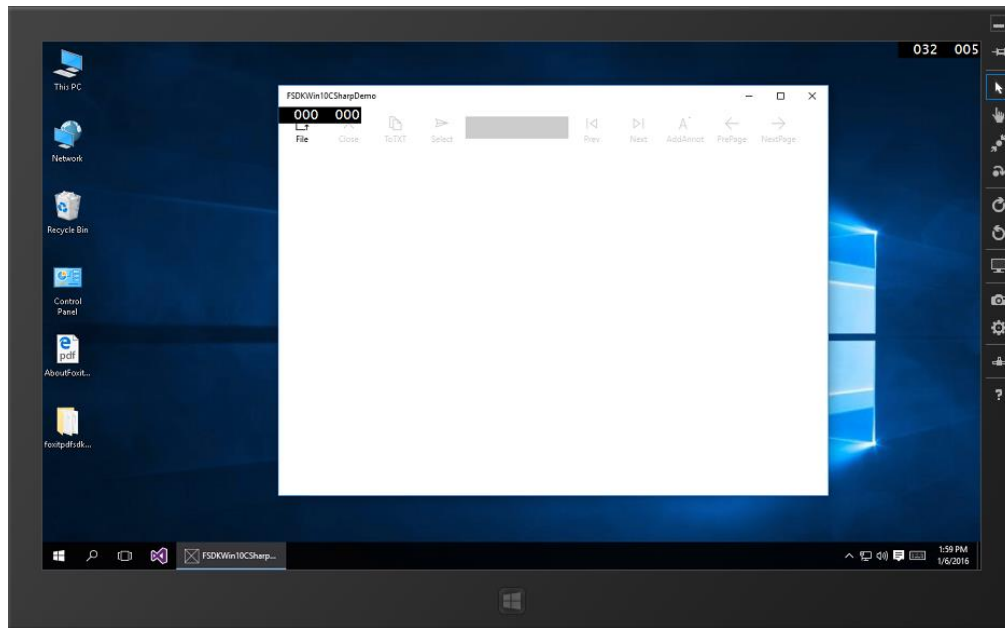 032 005
This PC
Network
Recycle Bin
Control
Panel
pdf
AboutFoxit...
foxitpdfsdk...
FSDKWin10CSharpDemo
000 000
File Close ToTXT Select Prev Next AddAnnot PrePage NextPage
FSDKWin10CSharp...
1:59 PM
1/6/2016